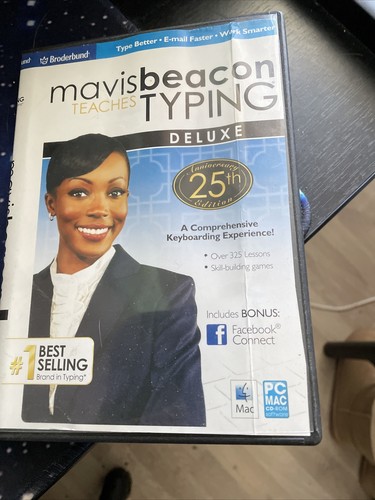 und
Broderbund
Type Better • E-mail Faster • Work Smarter
mavisbeacon
TEACHES TYPING
DELUXE
Anniversary
25th
Edition
A Comprehensive
Keyboarding Experience!
• Over 325 Lessons
• Skill-building games
Includes BONUS:
f Facebook®
Connect
#1 BEST
SELLING
Brand in Typing*
Mac
PC
MAC
CD-ROM
software